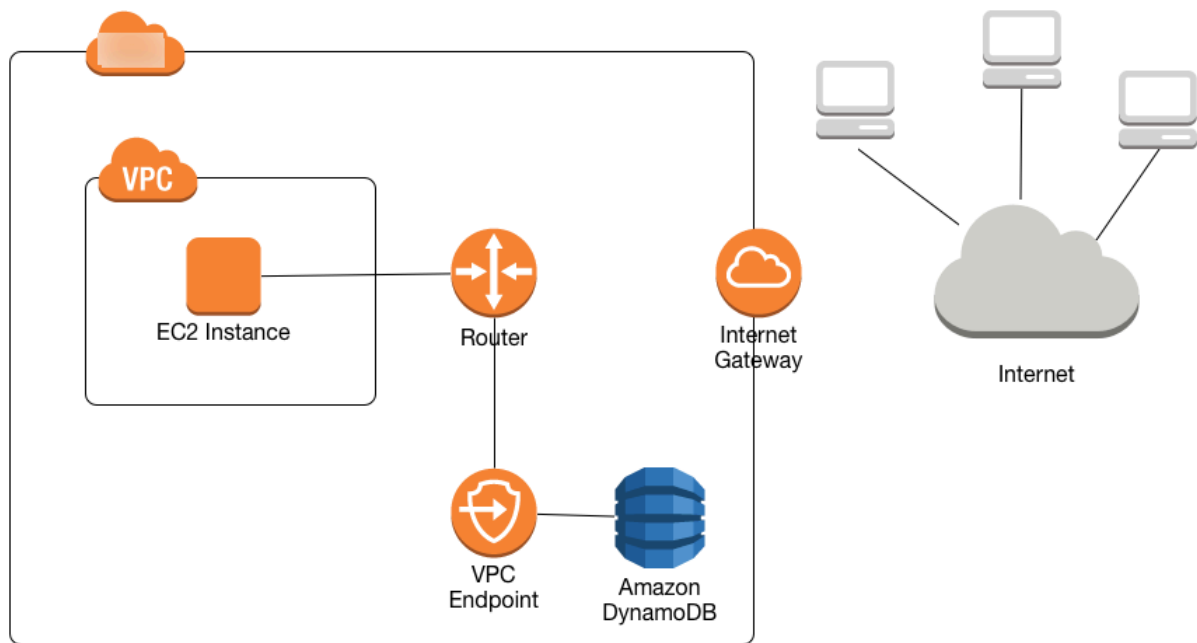 VPC
EC2 Instance
Router
Internet
Gateway
Internet
VPC
Endpoint
Amazon
DynamoDB